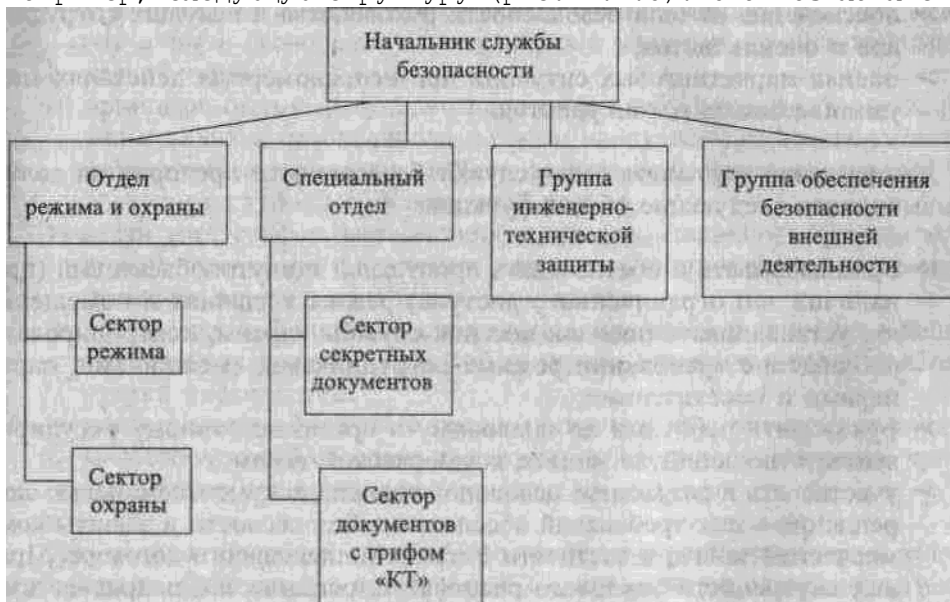 Начальник службы
безопасности
Отдел
режима и охраны
Специальный
отдел
Группа
инженерно-
технической
защиты
Группа обеспечения
безопасности
внешней
деятельности
Сектор
режима
Сектор
секретных
документов
Сектор
охраны
Сектор
документов
с грифом
«КТ»